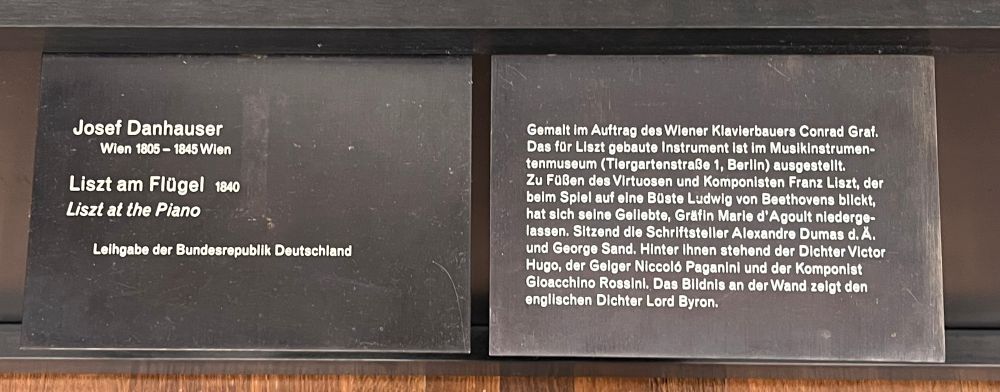 Josef Danhauser
Wien 1805 – 1845 Wien
Liszt am Flügel 1840
Liszt at the Piano
Leihgabe der Bundesrepublik Deutschland
Gemalt im Auftrag des Wiener Klavierbauers Conrad Graf.
Das für Liszt gebaute Instrument ist im Musikinstrumen-
tenmuseum (Tiergartenstraße 1, Berlin) ausgestellt.
Zu Füßen des Virtuosen und Komponisten Franz Liszt, der
beim Spiel auf eine Büste Ludwig von Beethovens blickt,
hat sich seine Geliebte, Gräfin Marie d'Agoult niederge-
lassen. Sitzend die Schriftsteller Alexandre Dumas d. Ä.
und George Sand. Hinter ihnen stehend der Dichter Victor
Hugo, der Geiger Niccoló Paganini und der Komponist
Gioacchino Rossini. Das Bildnis an der Wand zeigt den
englischen Dichter Lord Byron.